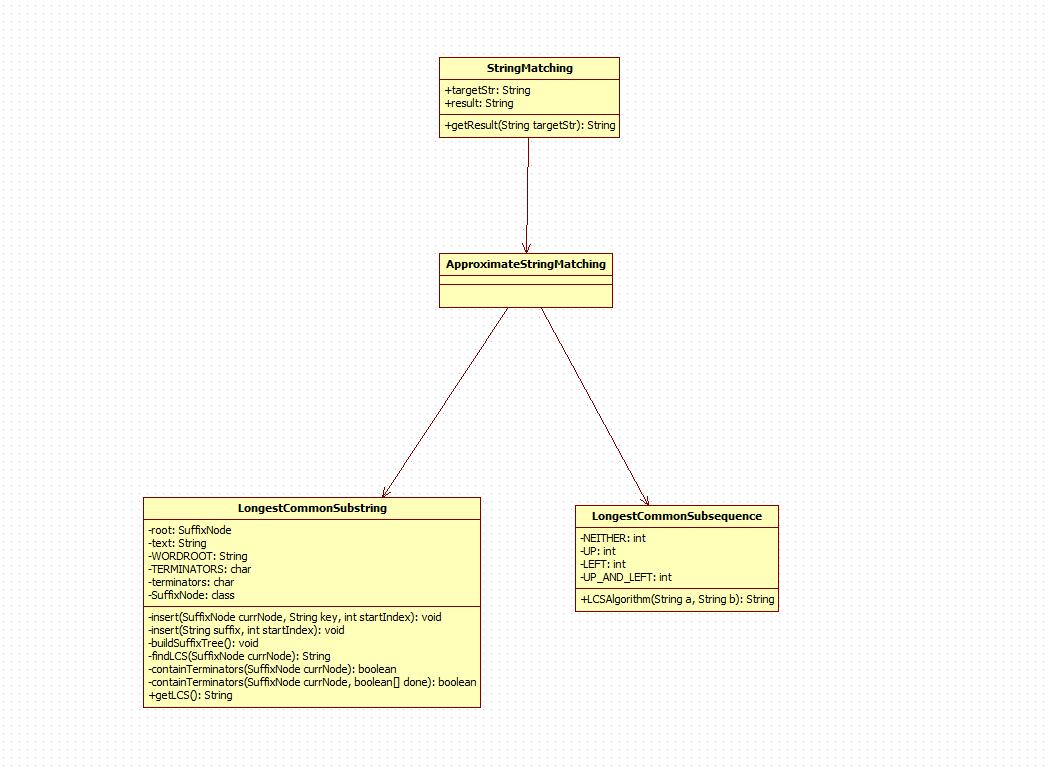 StringMatching
+targetStr: String
+result: String
+getResult(String targetStr): String
ApproximateStringMatching
LongestCommonSubstring
-root: SuffixNode
-text: String
-WORDROOT: String
-TERMINATORS: char
-terminators: char
-SuffixNode: class
-insert(SuffixNode currNode, String key, int startIndex): void
-insert(String suffix, int startIndex): void
-buildSuffixTree(): void
-findLCS(SuffixNode currNode): String
-containTerminators(SuffixNode currNode): boolean
-containTerminators(SuffixNode currNode, boolean[] done): boolean
+getLCS(): String
LongestCommonSubsequence
-NEITHER: int
-UP: int
-LEFT: int
-UP_AND_LEFT: int
+LCSAlgorithm(String a, String b): String